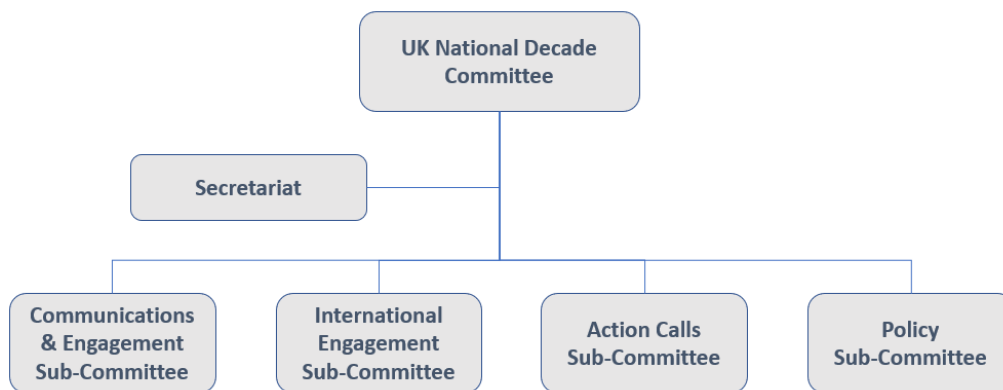 UK National Decade
Committee
Secretariat
Communications
& Engagement
Sub-Committee
International
Engagement
Sub-Committee
Action Calls
Sub-Committee
Policy
Sub-Committee